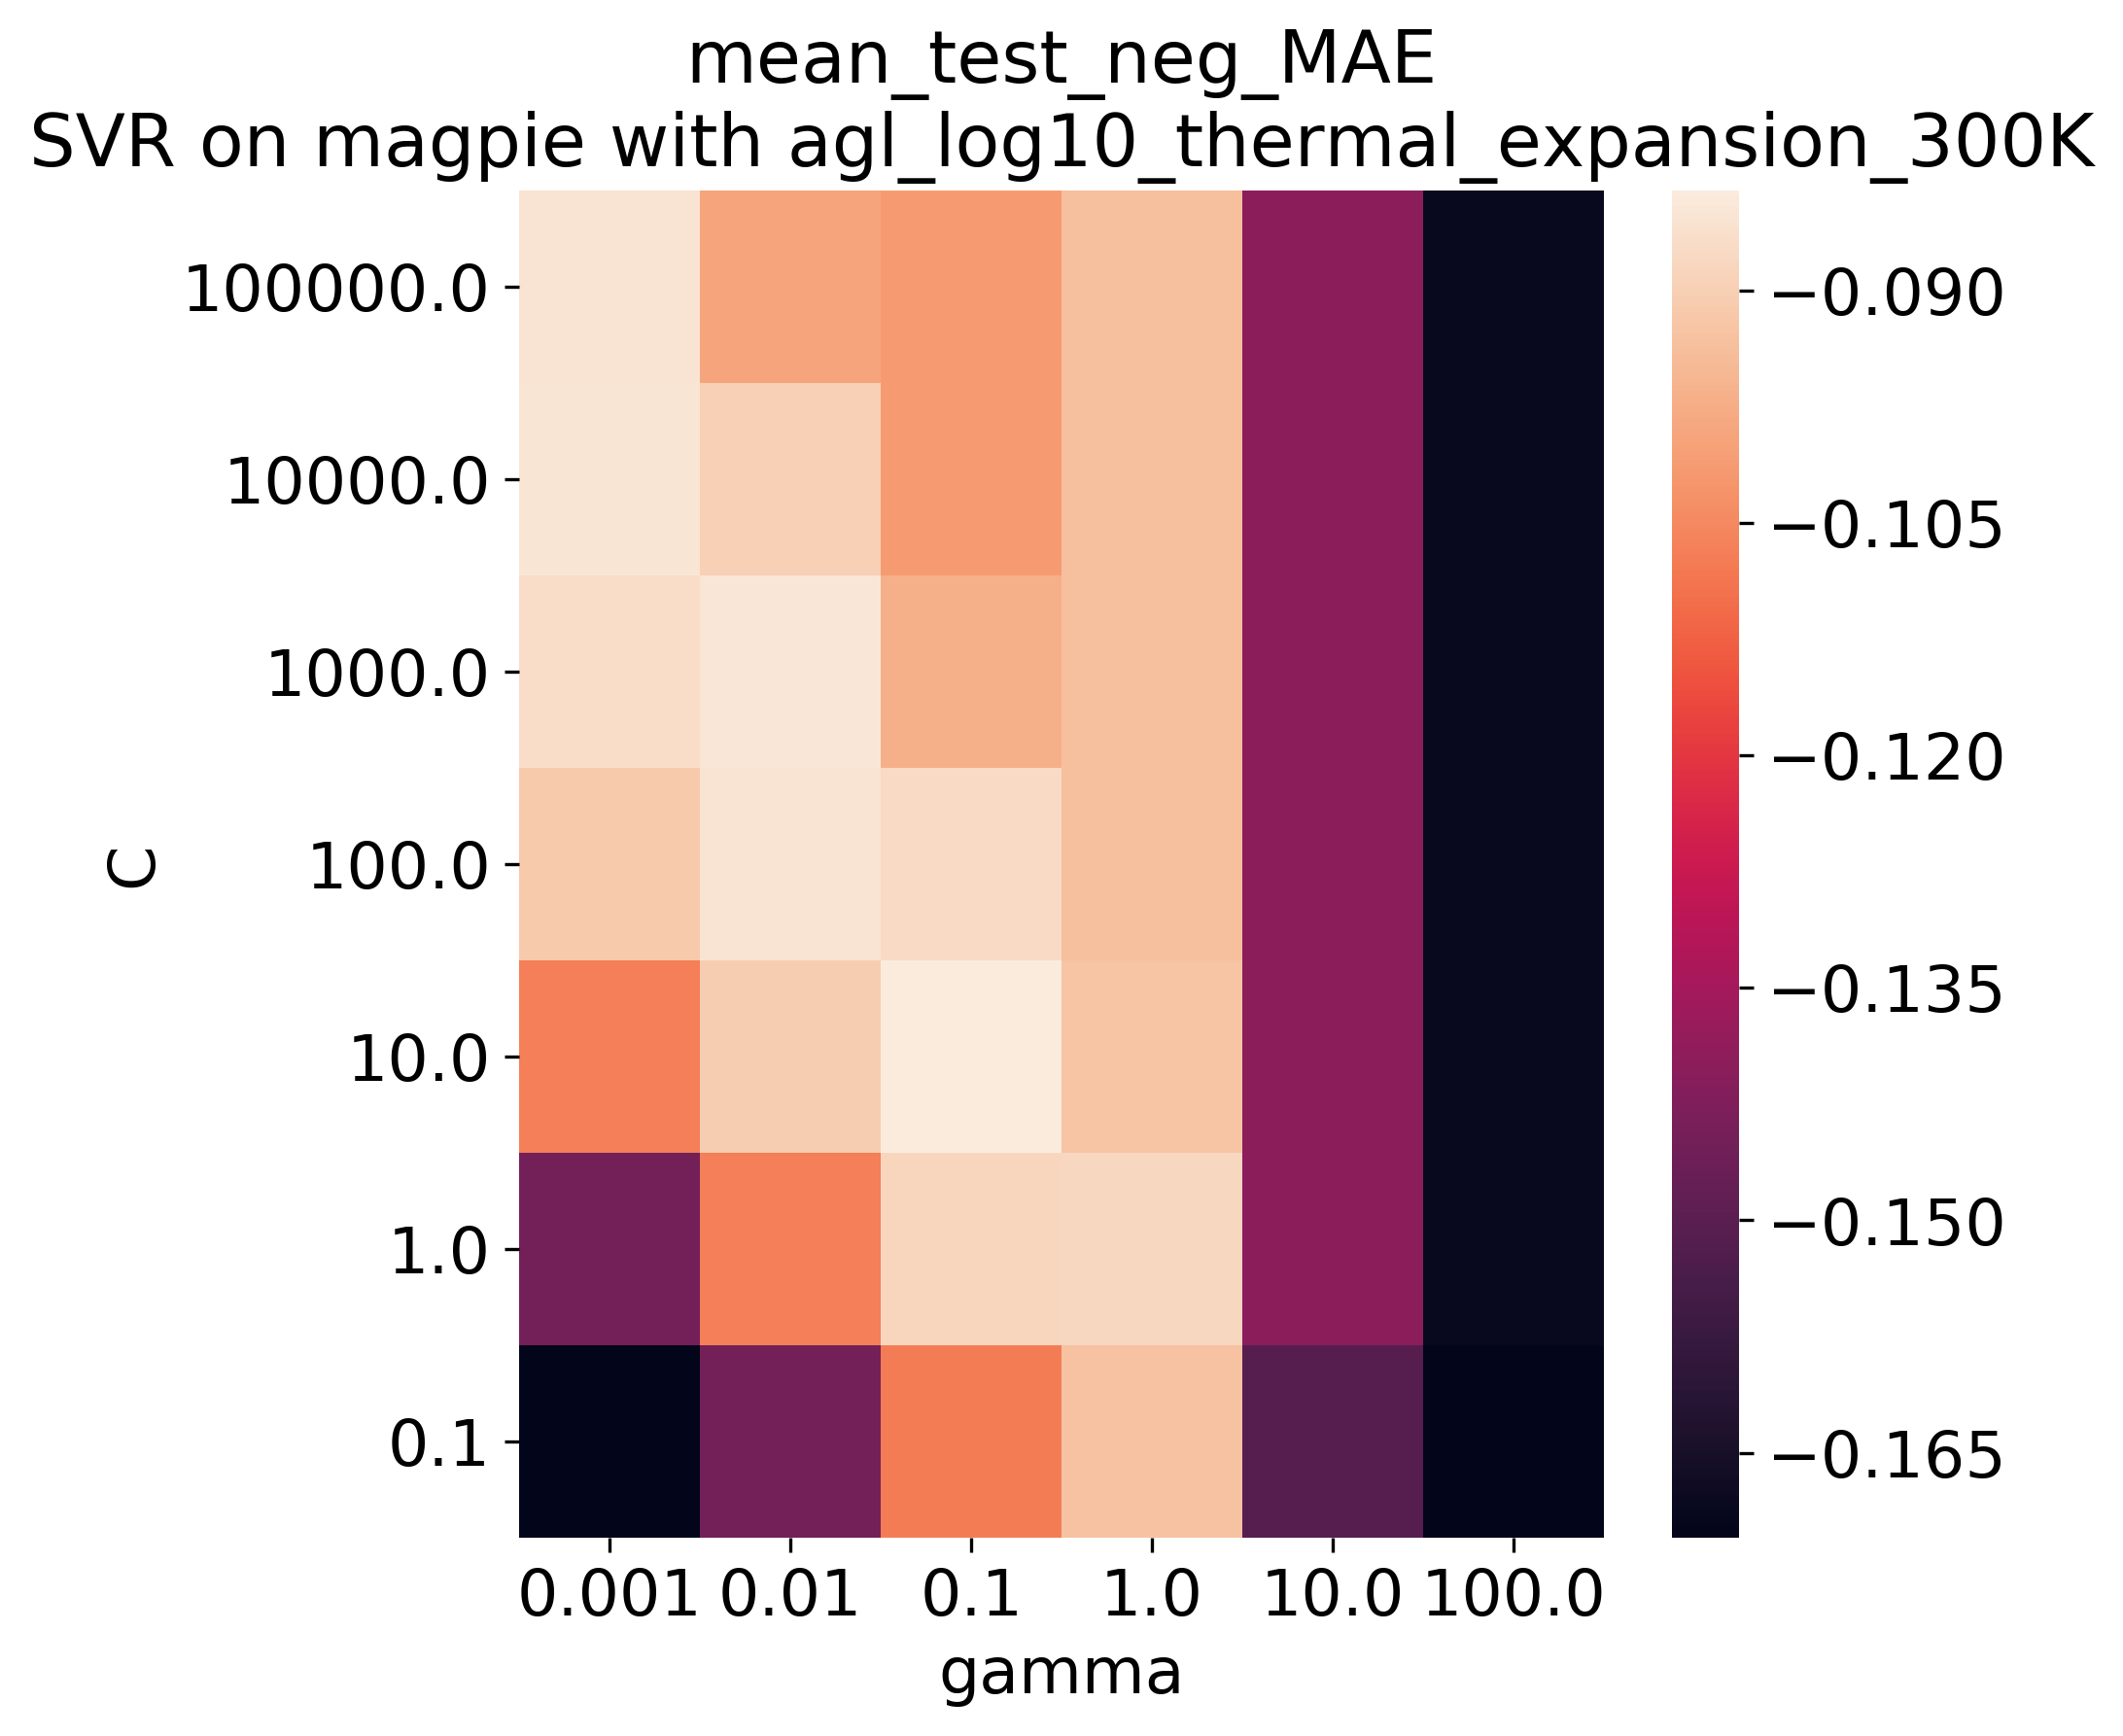 mean_test_neg_MAE
SVR on magpie with agl_log10_thermal_expansion_300K
100000.0
10000.0
1000.0
100.0
10.0
1.0
0.1
C
0.001 0.01 0.1 1.0 10.0 100.0
gamma
−0.090
−0.105
−0.120
−0.135
−0.150
−0.165